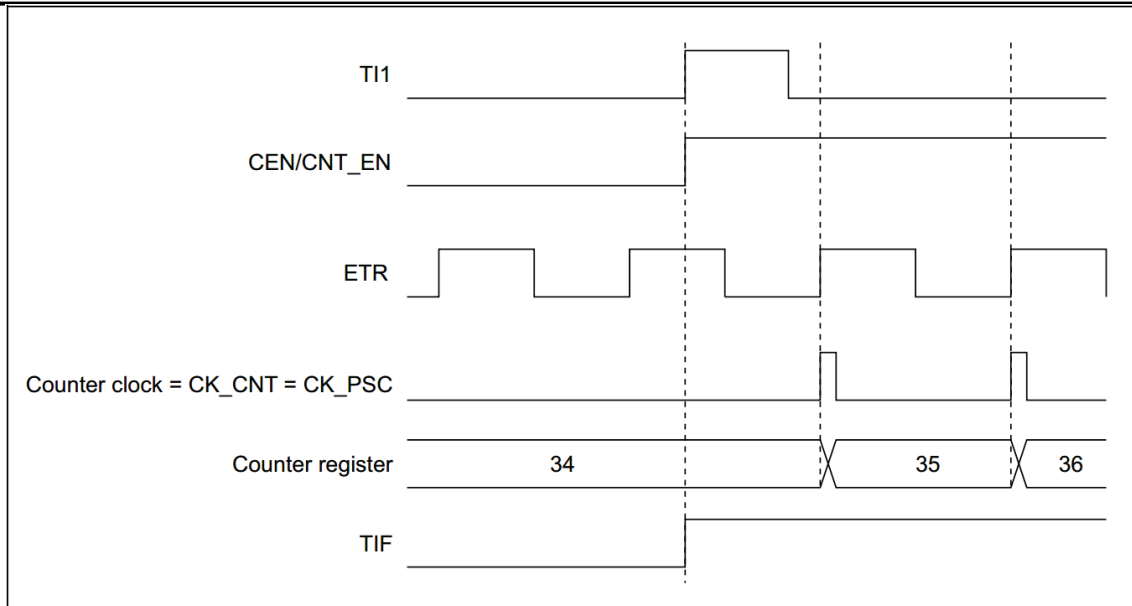 TI1
CEN/CNT_EN
ETR
Counter clock = CK_CNT = CK_PSC
Counter register
34
35
36
TIF